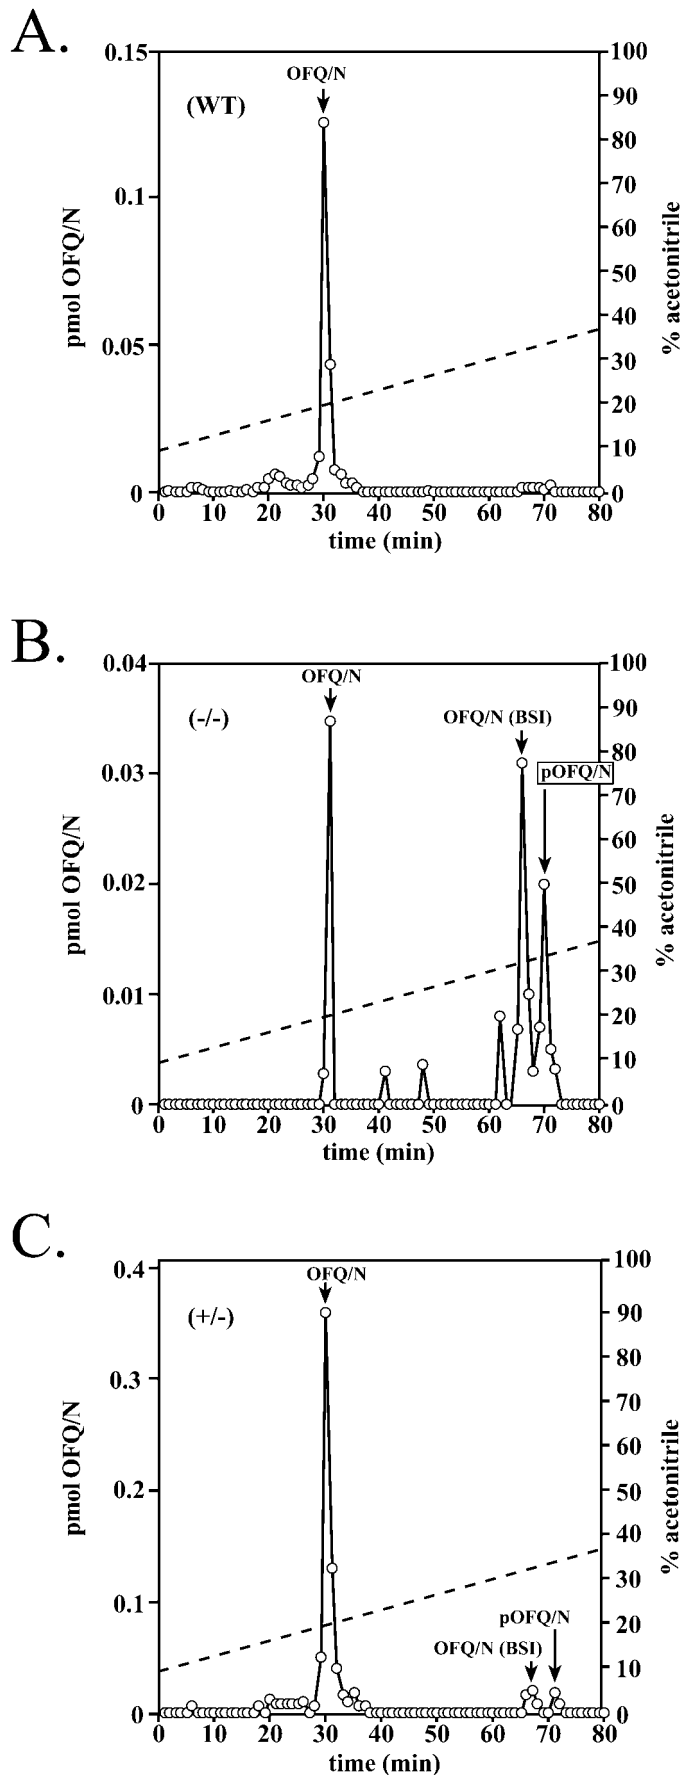 A.
0.15
100
OFQ/N
90
(WT)
80
0.1
70
60
50
pmol OFQ/N
% acetonitrile
40
0.05
30
20
10
0
0
0 10 20 30 40 50 60 70 80
time (min)
B.
0.04
100
OFQ/N
90
(-/-)
OFQ/N (BSI)
80
0.03
pOFQ/N
70
60
pmol OFQ/N
% acetonitrile
0.02
50
40
30
0.01
20
10
0
0
0 10 20 30 40 50 60 70 80
time (min)
C.
0.4
100
OFQ/N
(+/-)
90
80
0.3
70
60
pmol OFQ/N
% acetonitrile
0.2
50
40
30
0.1
pOFQ/N
20
OFQ/N (BSI)
10
0
0
0 10 20 30 40 50 60 70 80
time (min)